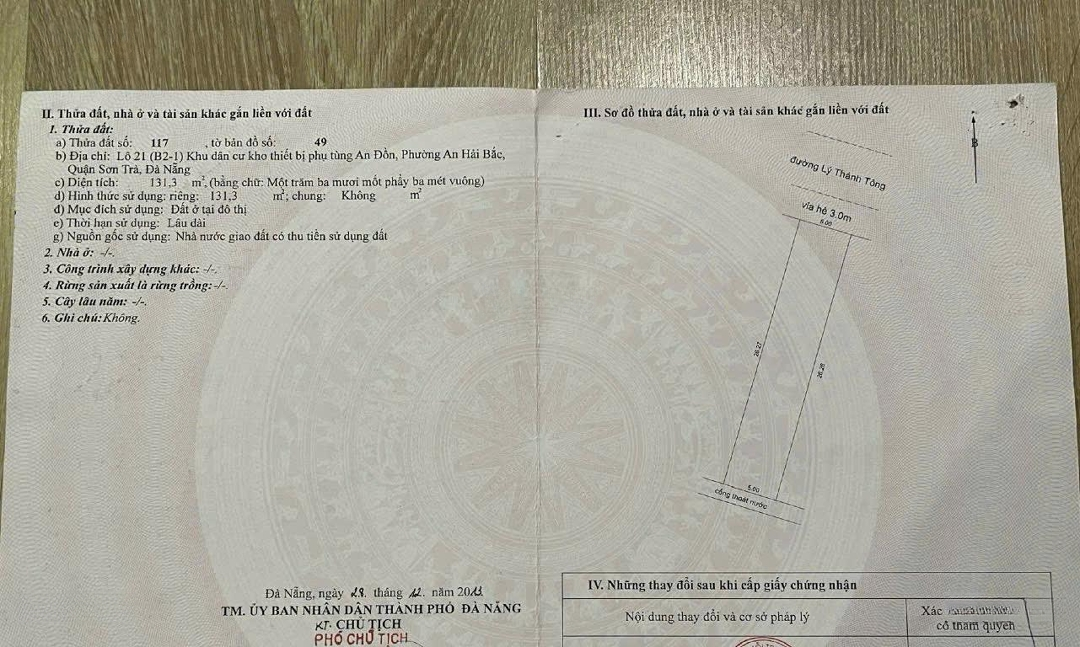 II. Thửa đất, nhà ở và tài sản khác gắn liền với đất
1. Thửa đất:
a) Thửa đất số: 117 , tờ bản đồ số: 49
b) Địa chỉ: Lô 21 (B2-1) Khu dân cư kho thiết bị phụ tùng An Đồn, Phường An Hải Bắc,
Quận Sơn Trà, Đà Nẵng
c) Diện tích: 131,3 m², (bằng chữ: Một trăm ba mươi mốt phẩy ba mét vuông)
d) Hình thức sử dụng: riêng: 131,3 m²; chung: Không m²
đ) Mục đích sử dụng: Đất ở tại đô thị
e) Thời hạn sử dụng: Lâu dài
g) Nguồn gốc sử dụng: Nhà nước giao đất có thu tiền sử dụng đất
2. Nhà ở: -/-.
3. Công trình xây dựng khác: -/-.
4. Rừng sản xuất là rừng trồng: -/-.
5. Cây lâu năm: -/-.
6. Ghi chú: Không.
Đà Nẵng, ngày 28 tháng 12 năm
TM. ỦY BAN NHÂN DÂN THÀNH PHỐ ĐÀ NẴNG
KT. CHỦ TỊCH
PHÓ CHỦ TỊCH
III. Sơ đồ thửa đất, nhà ở và tài sản khác gắn liền với đất
B
đường Lý Thánh Tông
vỉa hè 3.0m
5.00
26.27
26.26
5.00
cống thoát nước
IV. Những thay đổi sau khi cấp giấy chứng nhận
Nội dung thay đổi và cơ sở pháp lý
Xác
có thẩm quyền